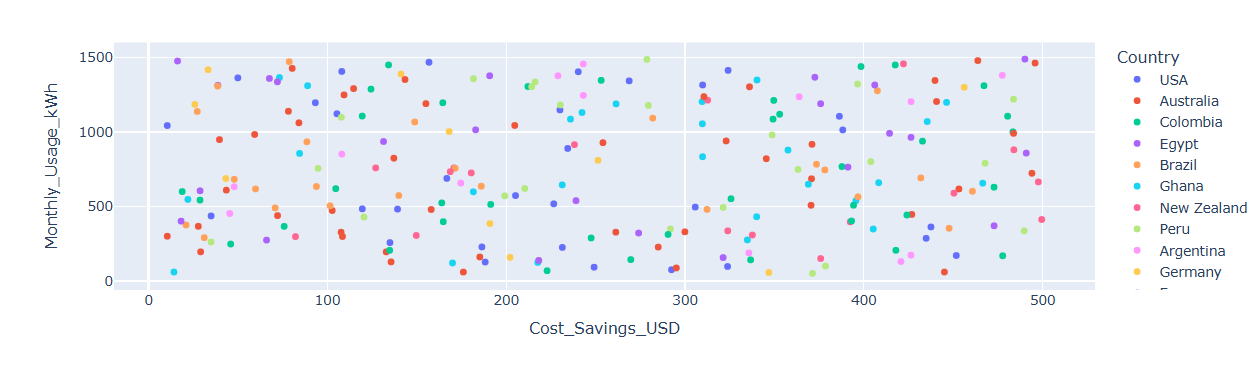 Monthly_Usage_kWh
1500
1000
500
0
0
100
200
300
400
500
Cost_Savings_USD
Country
USA
Australia
Colombia
Egypt
Brazil
Ghana
New Zealand
Peru
Argentina
Germany